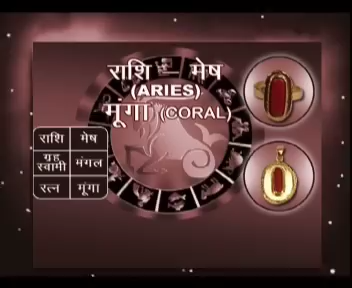 राशि मेष
(ARIES)
मूंगा (CORAL)
राशि मेष
ग्रह स्वामी मंगल
रत्न मूंगा